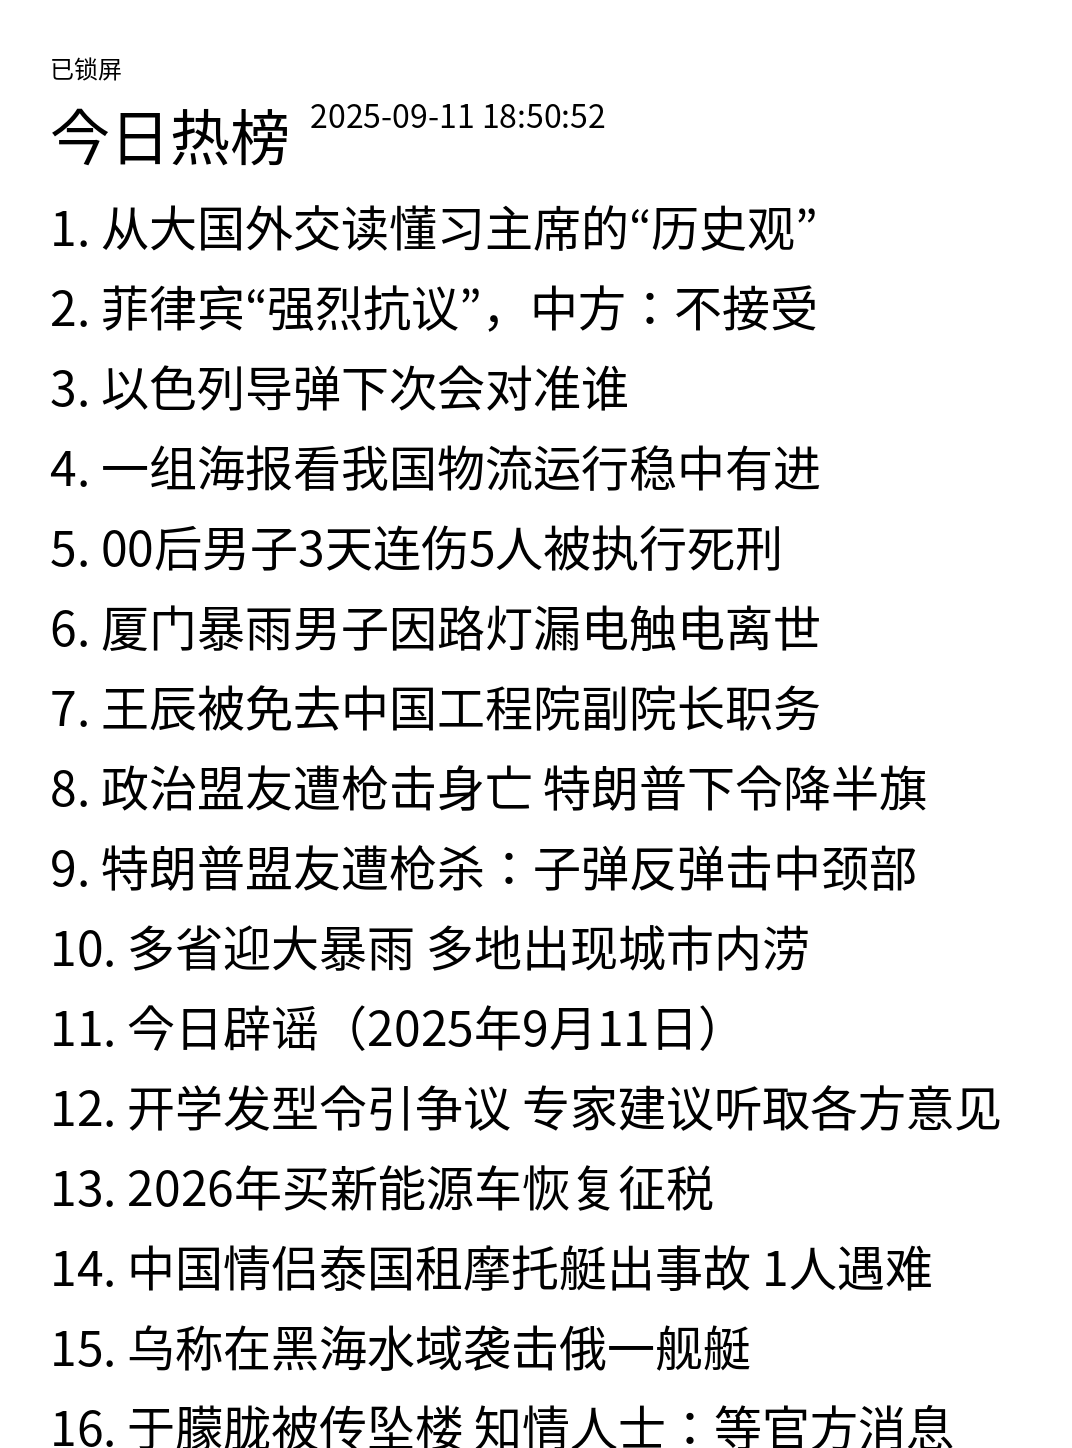 已锁屏
今日热榜 2025-09-11 18:50:52
1. 从大国外交读懂习主席的“历史观”
2. 菲律宾“强烈抗议”，中方：不接受
3. 以色列导弹下次会对准谁
4. 一组海报看我国物流运行稳中有进
5. 00后男子3天连伤5人被执行死刑
6. 厦门暴雨男子因路灯漏电触电离世
7. 王辰被免去中国工程院副院长职务
8. 政治盟友遭枪击身亡 特朗普下令降半旗
9. 特朗普盟友遭枪杀：子弹反弹击中颈部
10. 多省迎大暴雨 多地出现城市内涝
11. 今日辟谣（2025年9月11日）
12. 开学发型令引争议 专家建议听取各方意见
13. 2026年买新能源车恢复征税
14. 中国情侣泰国租摩托艇出事故 1人遇难
15. 乌称在黑海水域袭击俄一舰艇
16. 于朦胧被传坠楼 知情人士：等官方消息